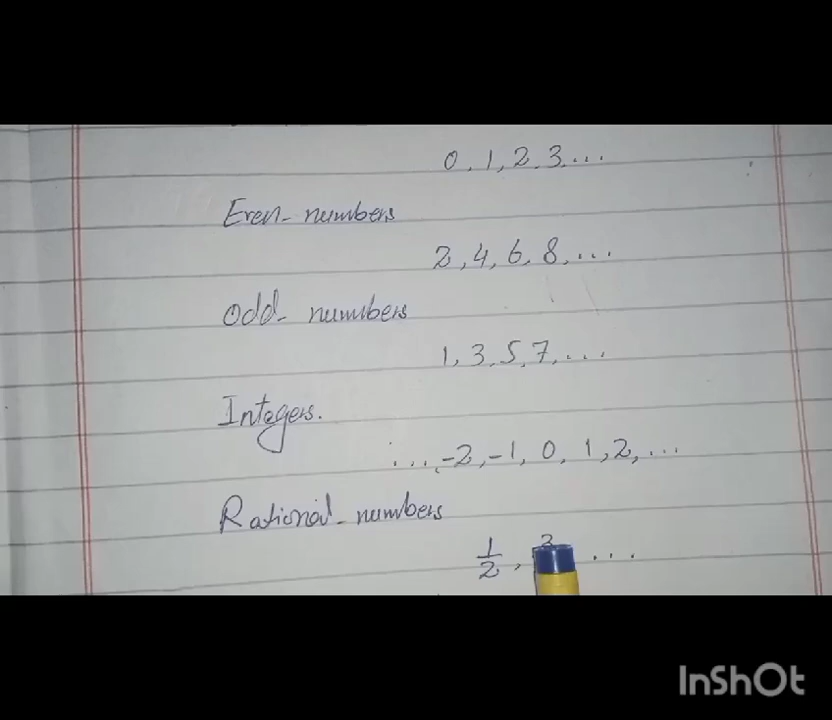 0, 1, 2, 3, ...
Even numbers
2, 4, 6, 8, ...
Odd numbers
1, 3, 5, 7, ...
Integers.
... -2, -1, 0, 1, 2, ...
Rational numbers
1/2, ...
InShOt